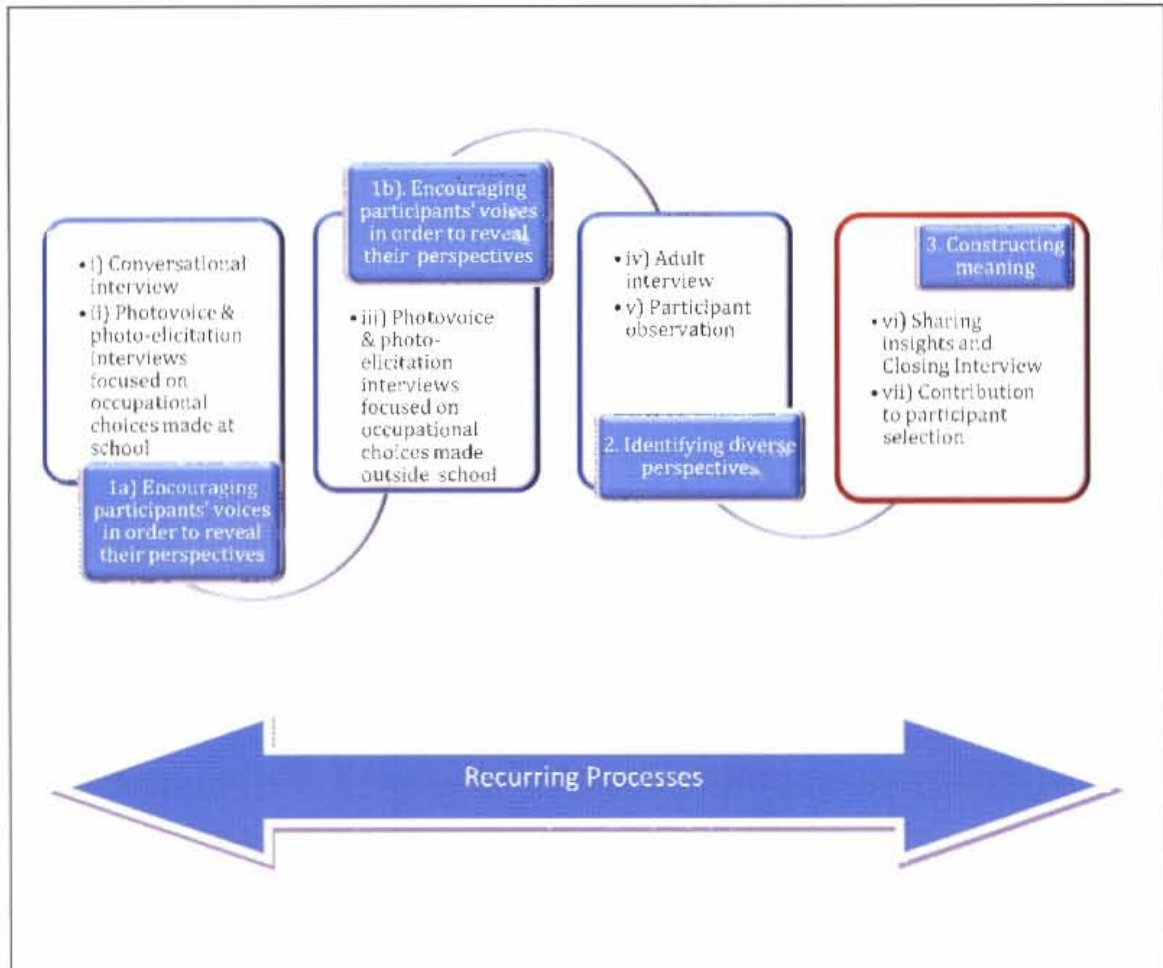 • i) Conversational
interview
• ii) Photovoice &
photo-elicitation
interviews
focused on
occupational
choices made at
school
1a) Encouraging
participants' voices
in order to reveal
their perspectives
1b). Encouraging
participants' voices
in order to reveal
their perspectives
• iii) Photovoice
& photo-
elicitation
interviews
focused on
occupational
choices made
outside school
• iv) Adult
interview
• v) Participant
observation
2. Identifying diverse
perspectives
3. Constructing
meaning
• vi) Sharing
insights and
Closing Interview
• vii) Contribution
to participant
selection
Recurring Processes